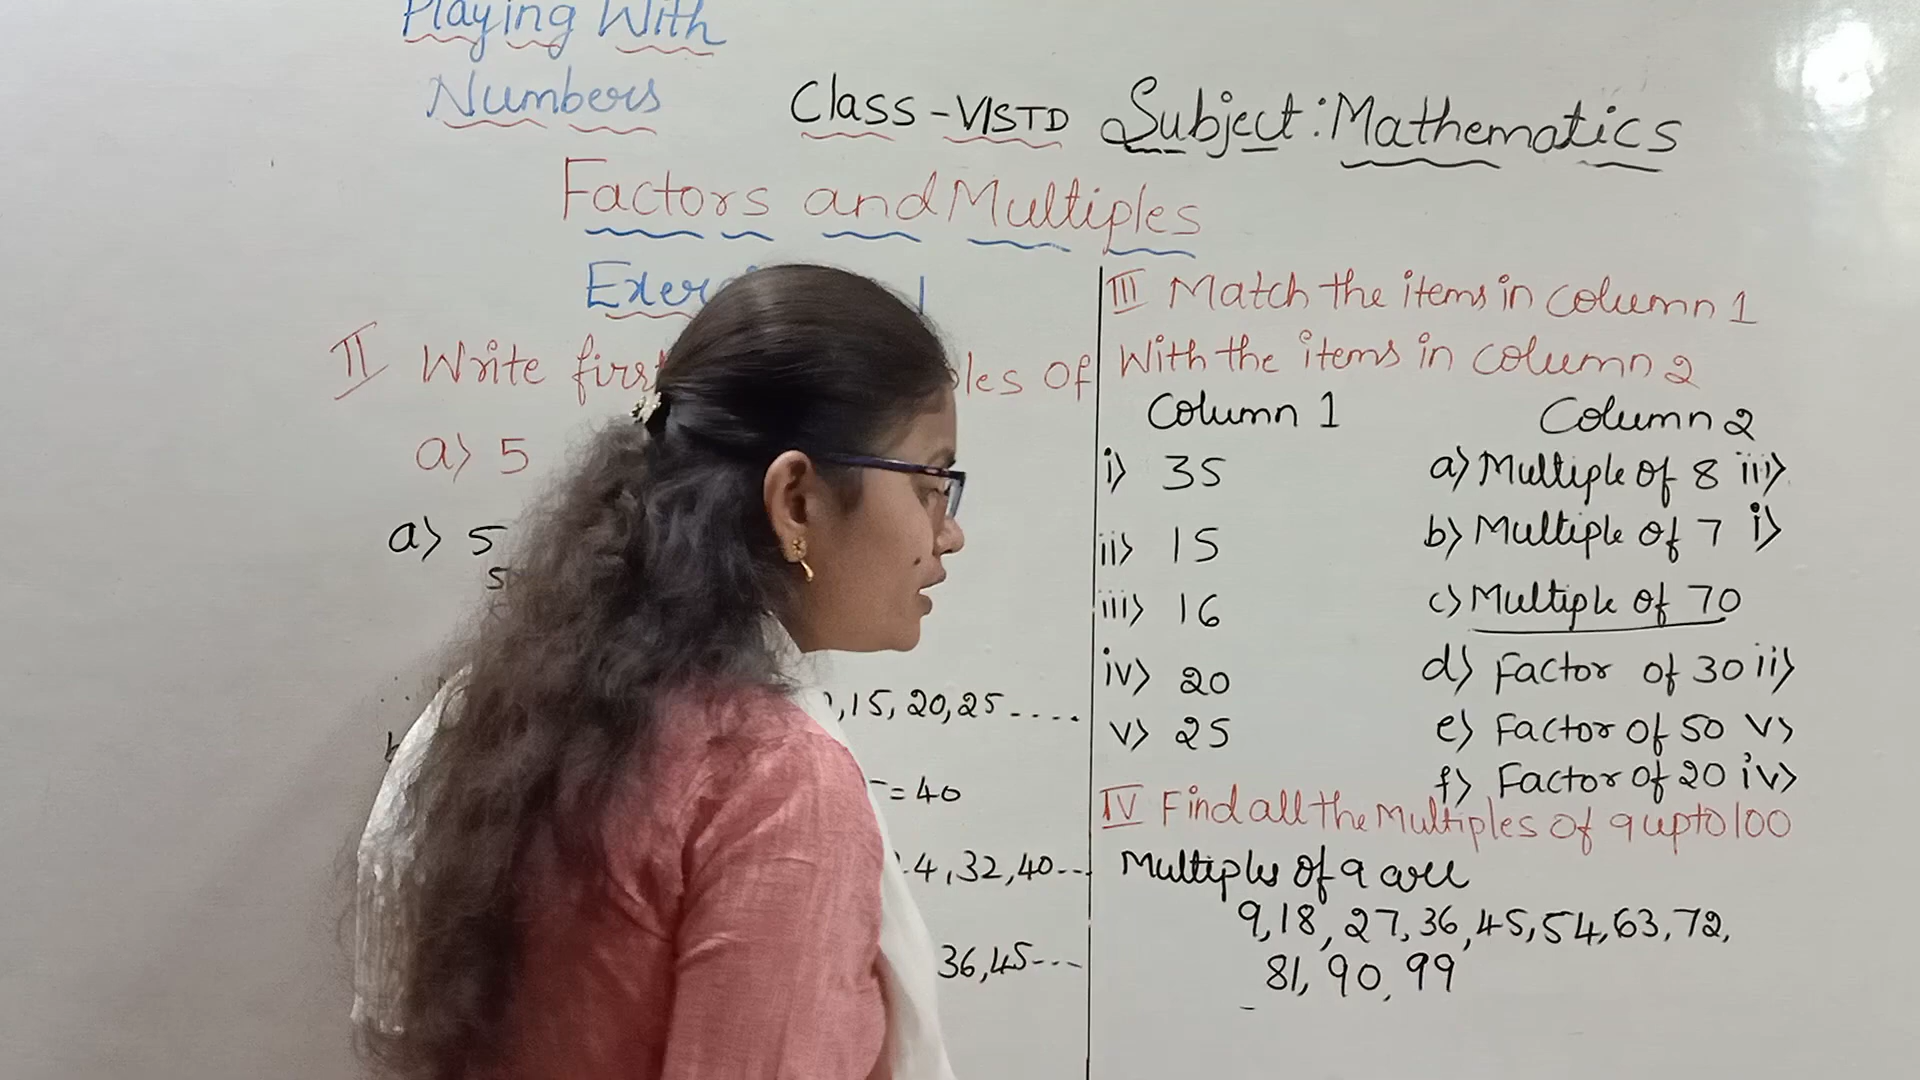 Playing With
Numbers
Class-VISTD Subject: Mathematics
Factors and Multiples
II Write first
les of
a) 5
a) 5
5
,15, 20, 25....
= 40
4, 32, 40--
36, 45---
III Match the items in column 1
With the items in column 2
Column 1 Column 2
i) 35 a) Multiple of 8 iii)
ii) 15 b) Multiple of 7 i)
iii) 16 c) Multiple of 70
iv) 20 d) Factor of 30 ii)
v) 25 e) Factor of 50 v)
f) Factor of 20 iv)
IV Find all the Multiples of 9 upto 100
Multiples of 9 are
9, 18, 27, 36, 45, 54, 63, 72,
81, 90, 99